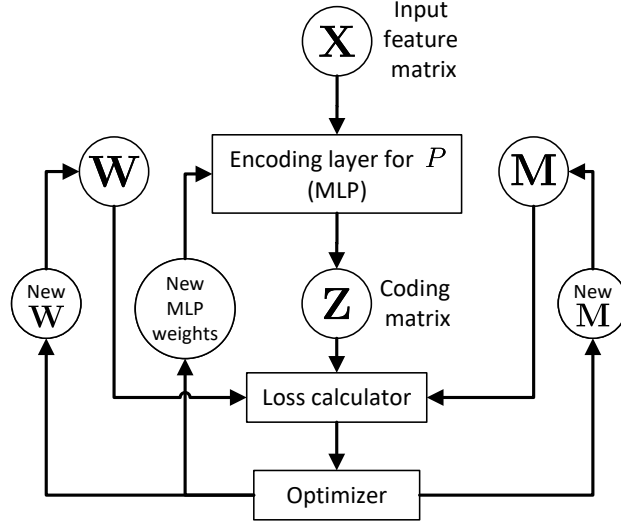 X
Input
feature
matrix
W
Encoding layer for P
(MLP)
M
New
W
New
MLP
weights
Z
Coding
matrix
New
M
Loss calculator
Optimizer